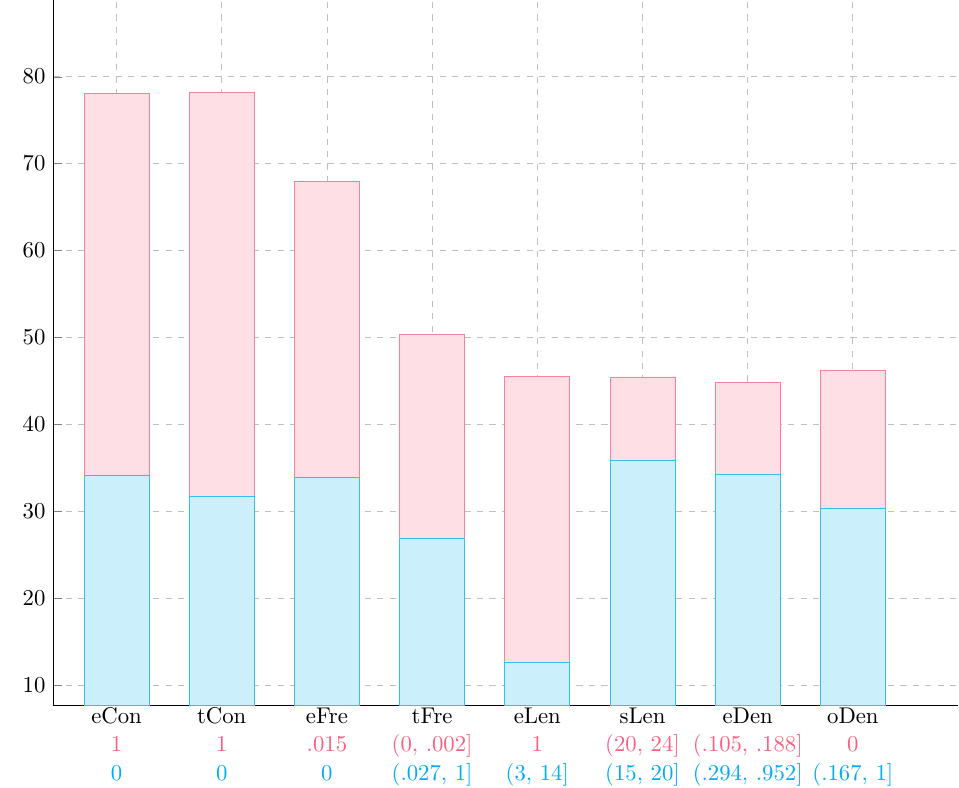 80
70
60
50
40
30
20
10
eCon tCon eFre tFre eLen sLen eDen oDen
1 1 .015 (0, .002] 1 (20, 24] (.105, .188] 0
0 0 0 (.027, 1] (3, 14] (15, 20] (.294, .952] (.167, 1]